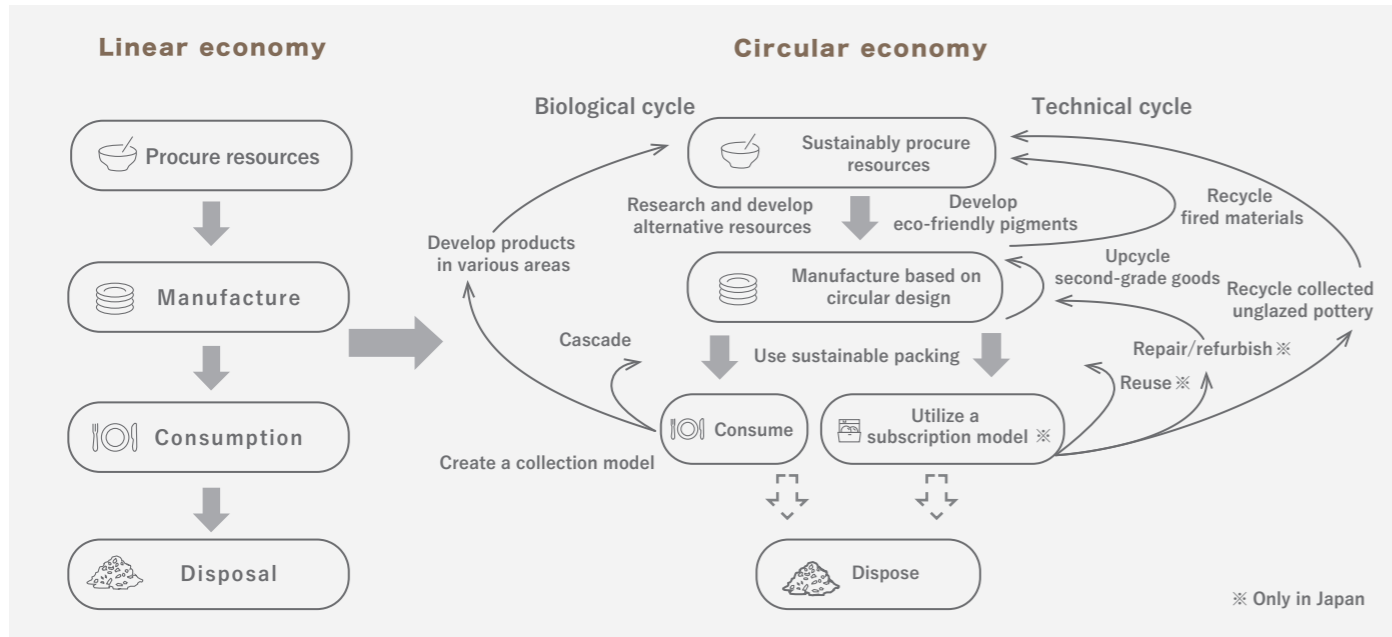 Linear economy
Procure resources
Manufacture
Consumption
Disposal
Circular economy
Biological cycle
Technical cycle
Sustainably procure
resources
Research and develop
alternative resources
Develop
eco-friendly pigments
Recycle
fired materials
Develop products
in various areas
Manufacture based on
circular design
Upcycle
second-grade goods
Recycle collected
unglazed pottery
Cascade
Use sustainable packing
Repair/refurbish※
Reuse※
Consume
Utilize a
subscription model ※
Create a collection model
Dispose
※ Only in Japan